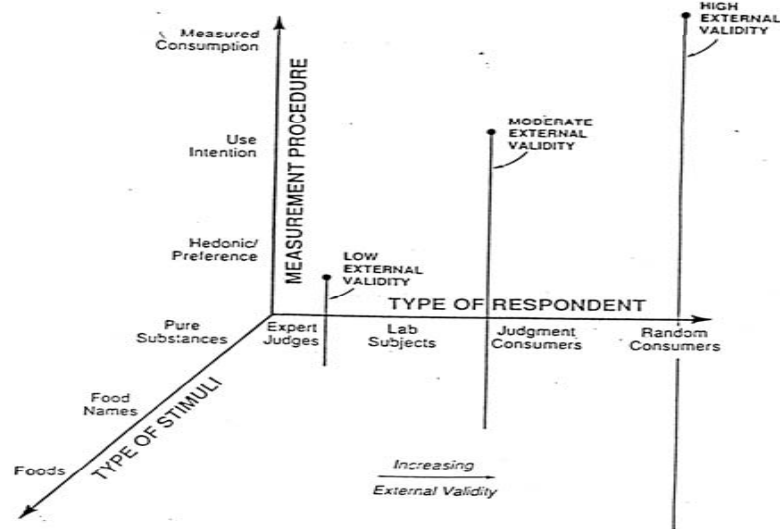 HIGH
EXTERNAL
VALIDITY
Measured
Consumption
MEASUREMENT PROCEDURE
MODERATE
EXTERNAL
VALIDITY
Use
Intention
Hedonic/
Preference
LOW
EXTERNAL
VALIDITY
TYPE OF RESPONDENT
Pure
Substances
Expert
Judges
Lab
Subjects
Judgment
Consumers
Random
Consumers
Food
Names
TYPE OF STIMULI
Foods
Increasing
External Validity